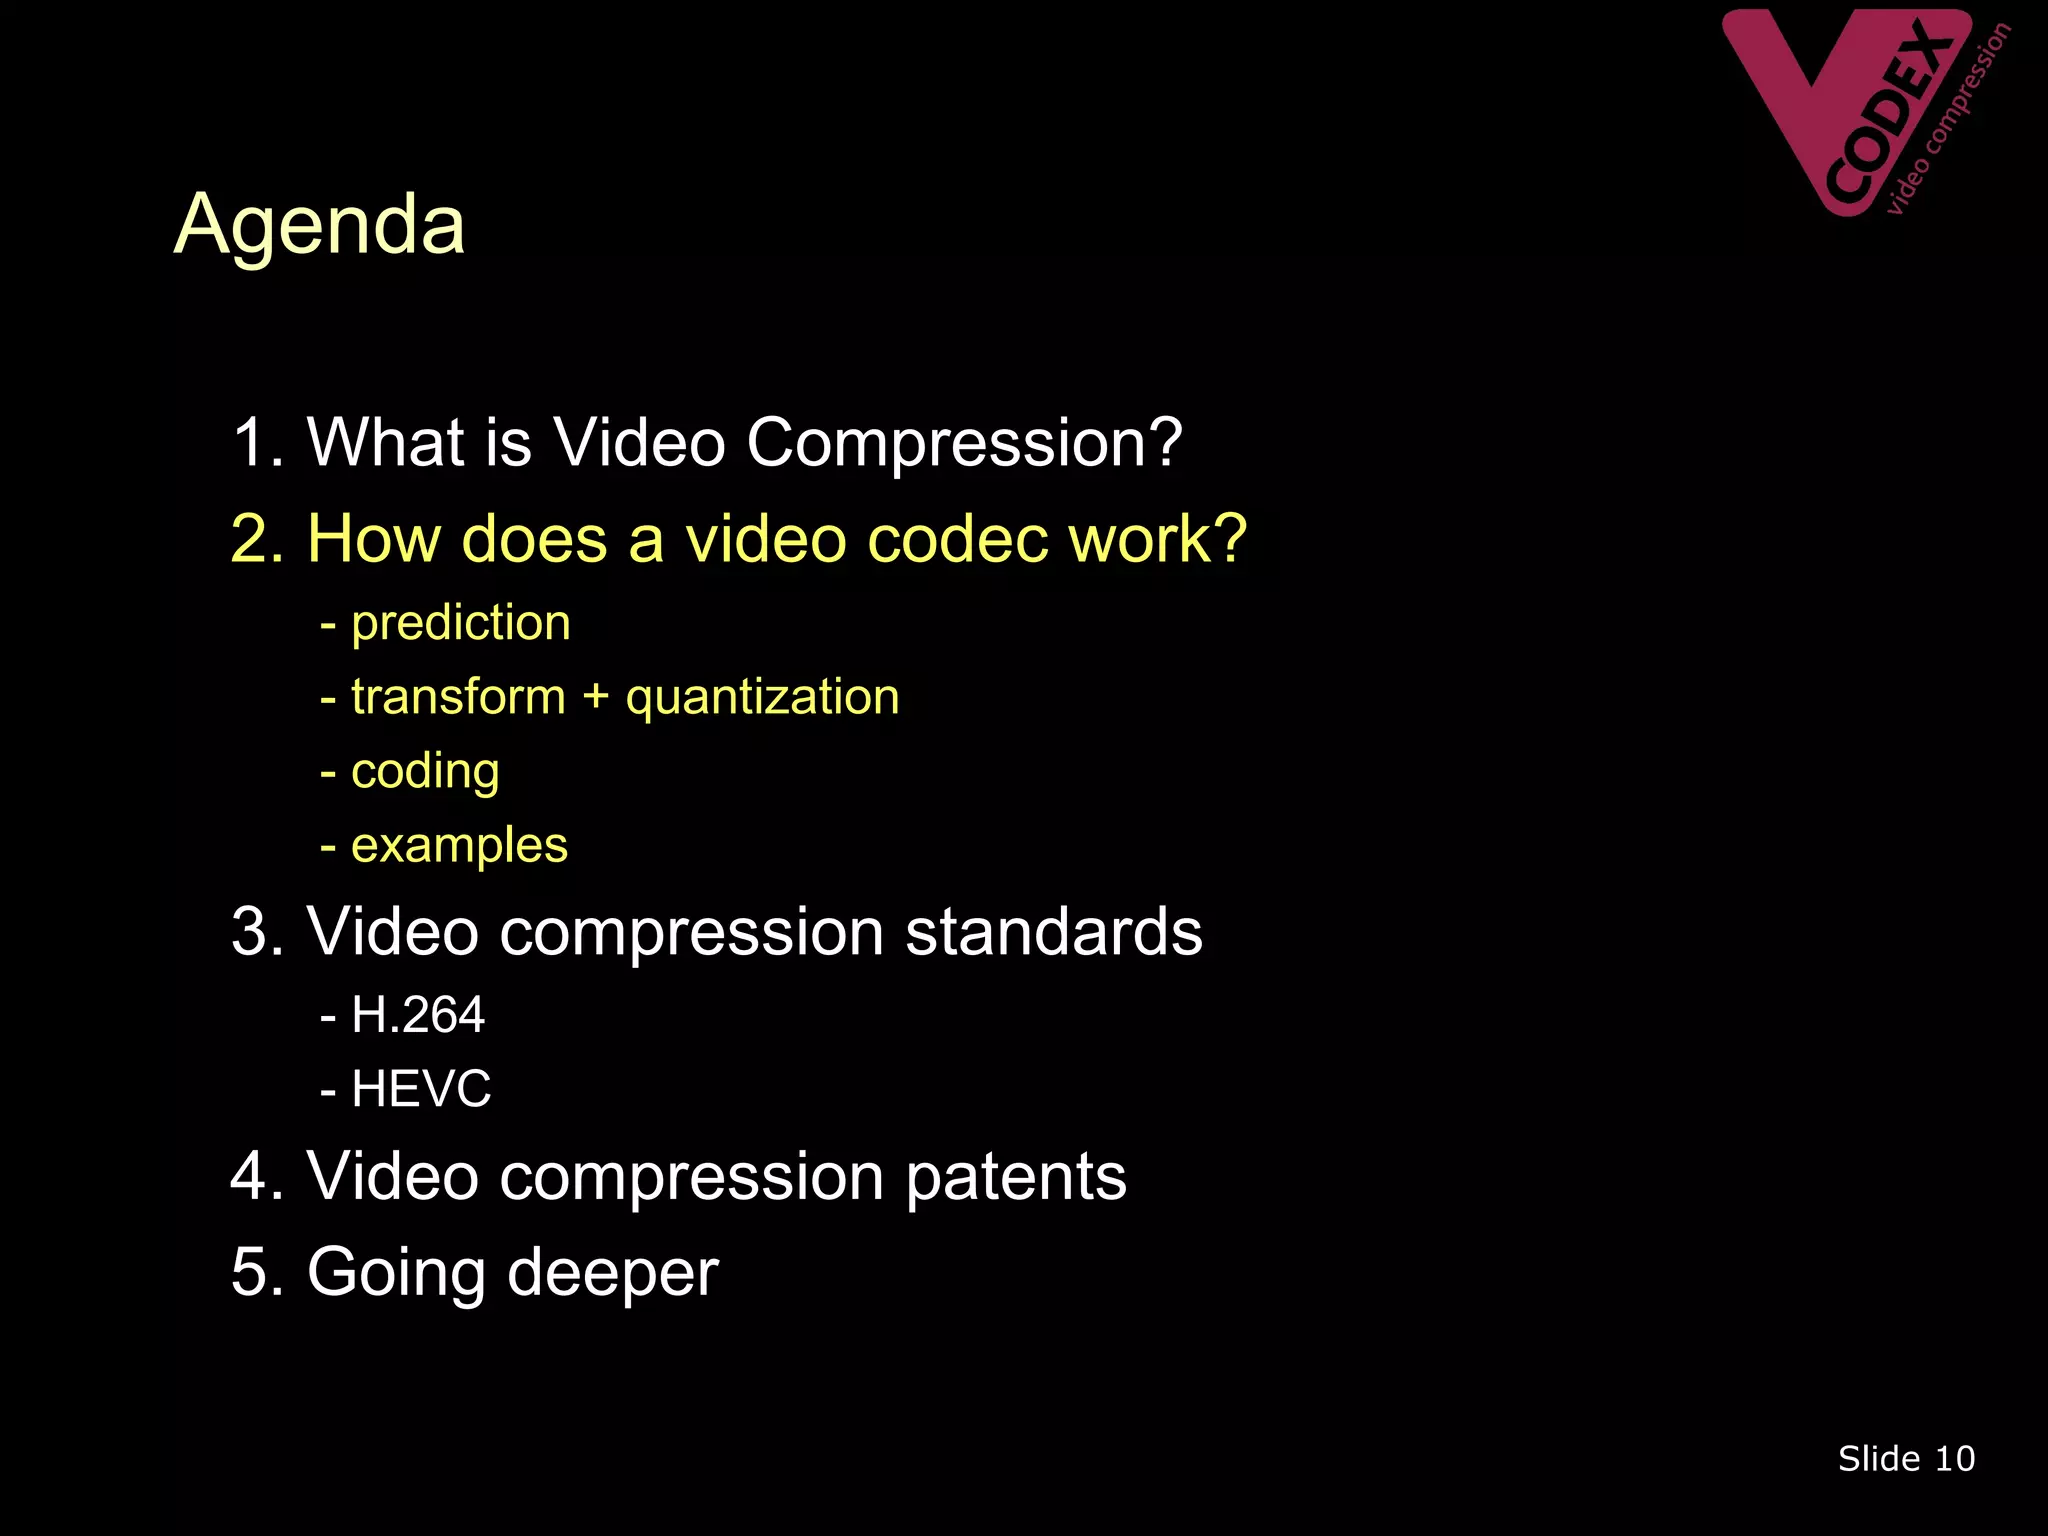 VCODEX
video compression
Agenda
1. What is Video Compression?
2. How does a video codec work?
- prediction
- transform + quantization
- coding
- examples
3. Video compression standards
- H.264
- HEVC
4. Video compression patents
5. Going deeper
Slide 10